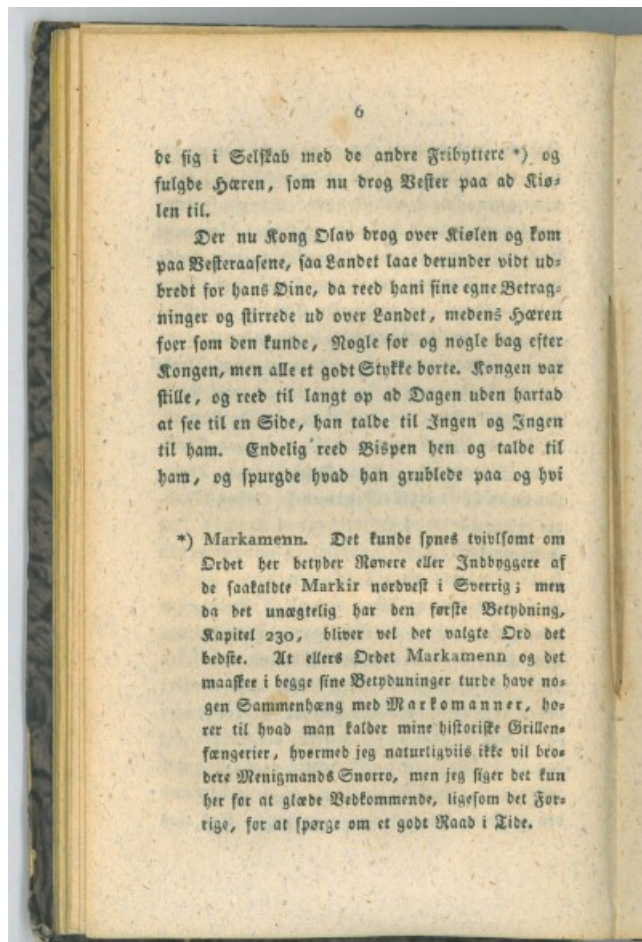 6
de sig i Selskab med de andre Fribyttere *) og
fulgde Hæren, som nu drog Vester paa ad Kiø-
len til.
Der nu Kong Olav drog over Kiølen og kom
paa Vesteraasene, saa Landet laae derunder vidt ud-
bredt for hans Øine, da reed han i sine egne Betrag-
ninger og stirrede ud over Landet, medens Hæren
foer som den kunde, Nogle for og nogle bag efter
Kongen, men alle et godt Stykke borte. Kongen var
stille, og reed til langt op ad Dagen uden hartad
at see til en Side, han talde til Ingen og Ingen
til ham. Endelig reed Bispen hen og talde til
ham, og spurgde hvad han grublede paa og hvi
*) Markamenn. Det kunde synes tvivlsomt om
Ordet her betyder Røvere eller Indbyggere af
de saakaldte Markir nordvest i Sverrig; men
da det unægtelig har den første Betydning,
Kapitel 230, bliver vel det valgte Ord det
bedste. At ellers Ordet Markamenn og det
maaskee i begge sine Betyduninger turde have no-
gen Sammenhæng med Markomanner, hø-
rer til hvad man kalder mine historiske Grillen-
fængerier, hvormed jeg naturligviis ikke vil bro-
dere Menigmands Snorro, men jeg siger det kun
her for at glæde Vedkommende, ligesom det For-
rige, for at spørge om et godt Raad i Tide.